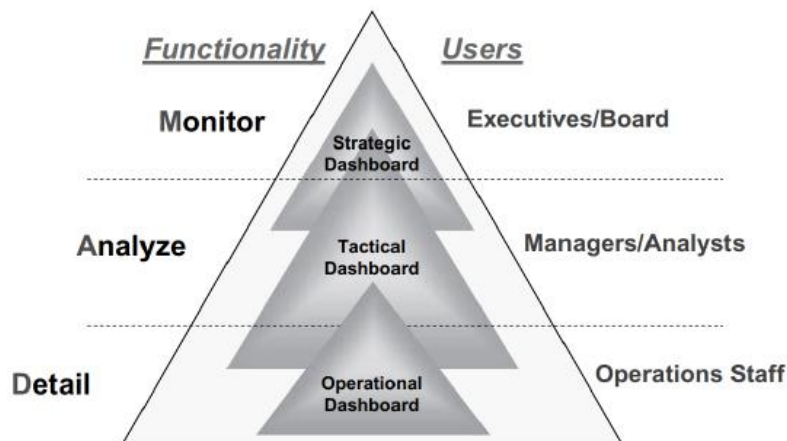 Functionality
Users
Monitor
Executives/Board
Strategic
Dashboard
Analyze
Tactical
Dashboard
Managers/Analysts
Detail
Operational
Dashboard
Operations Staff